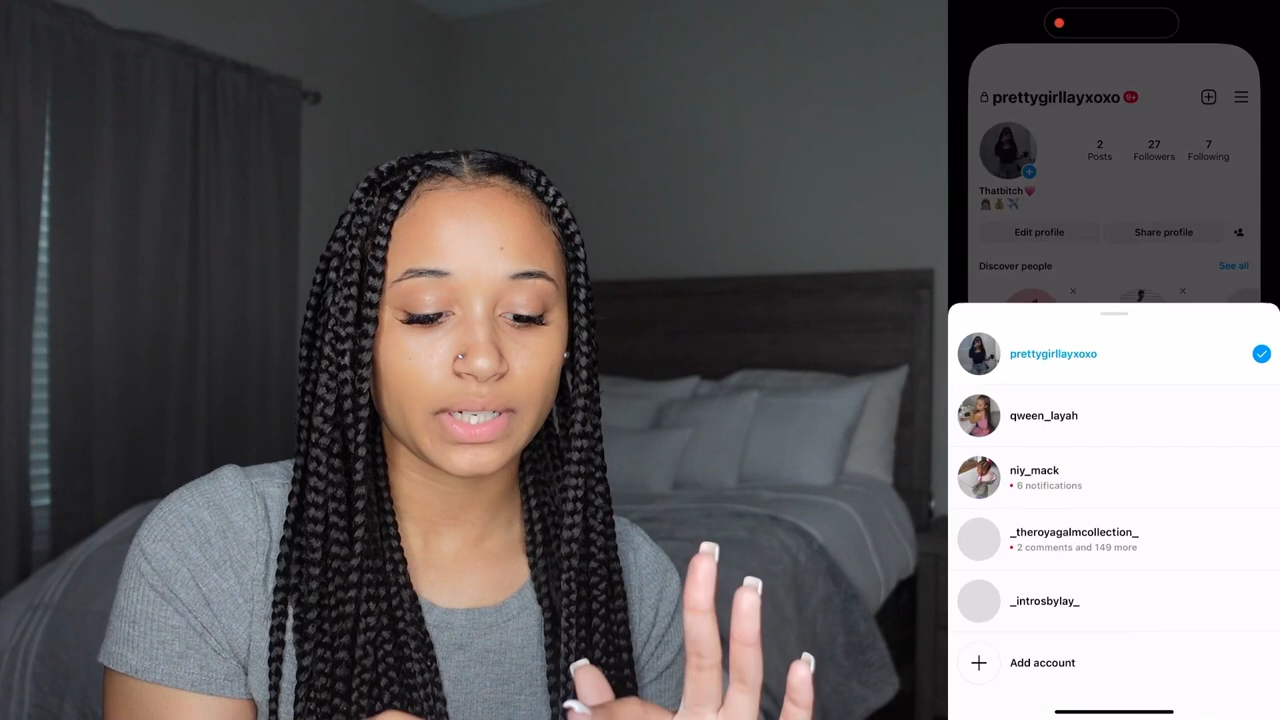 prettygirllayxoxo 9+
2 27 7
Posts Followers Following
Thatbitch
Edit profile Share profile
Discover people See all
prettygirllayxoxo
qween_layah
niy_mack
• 6 notifications
_theroyagalmcollection_
• 2 comments and 149 more
_introsbylay_
Add account